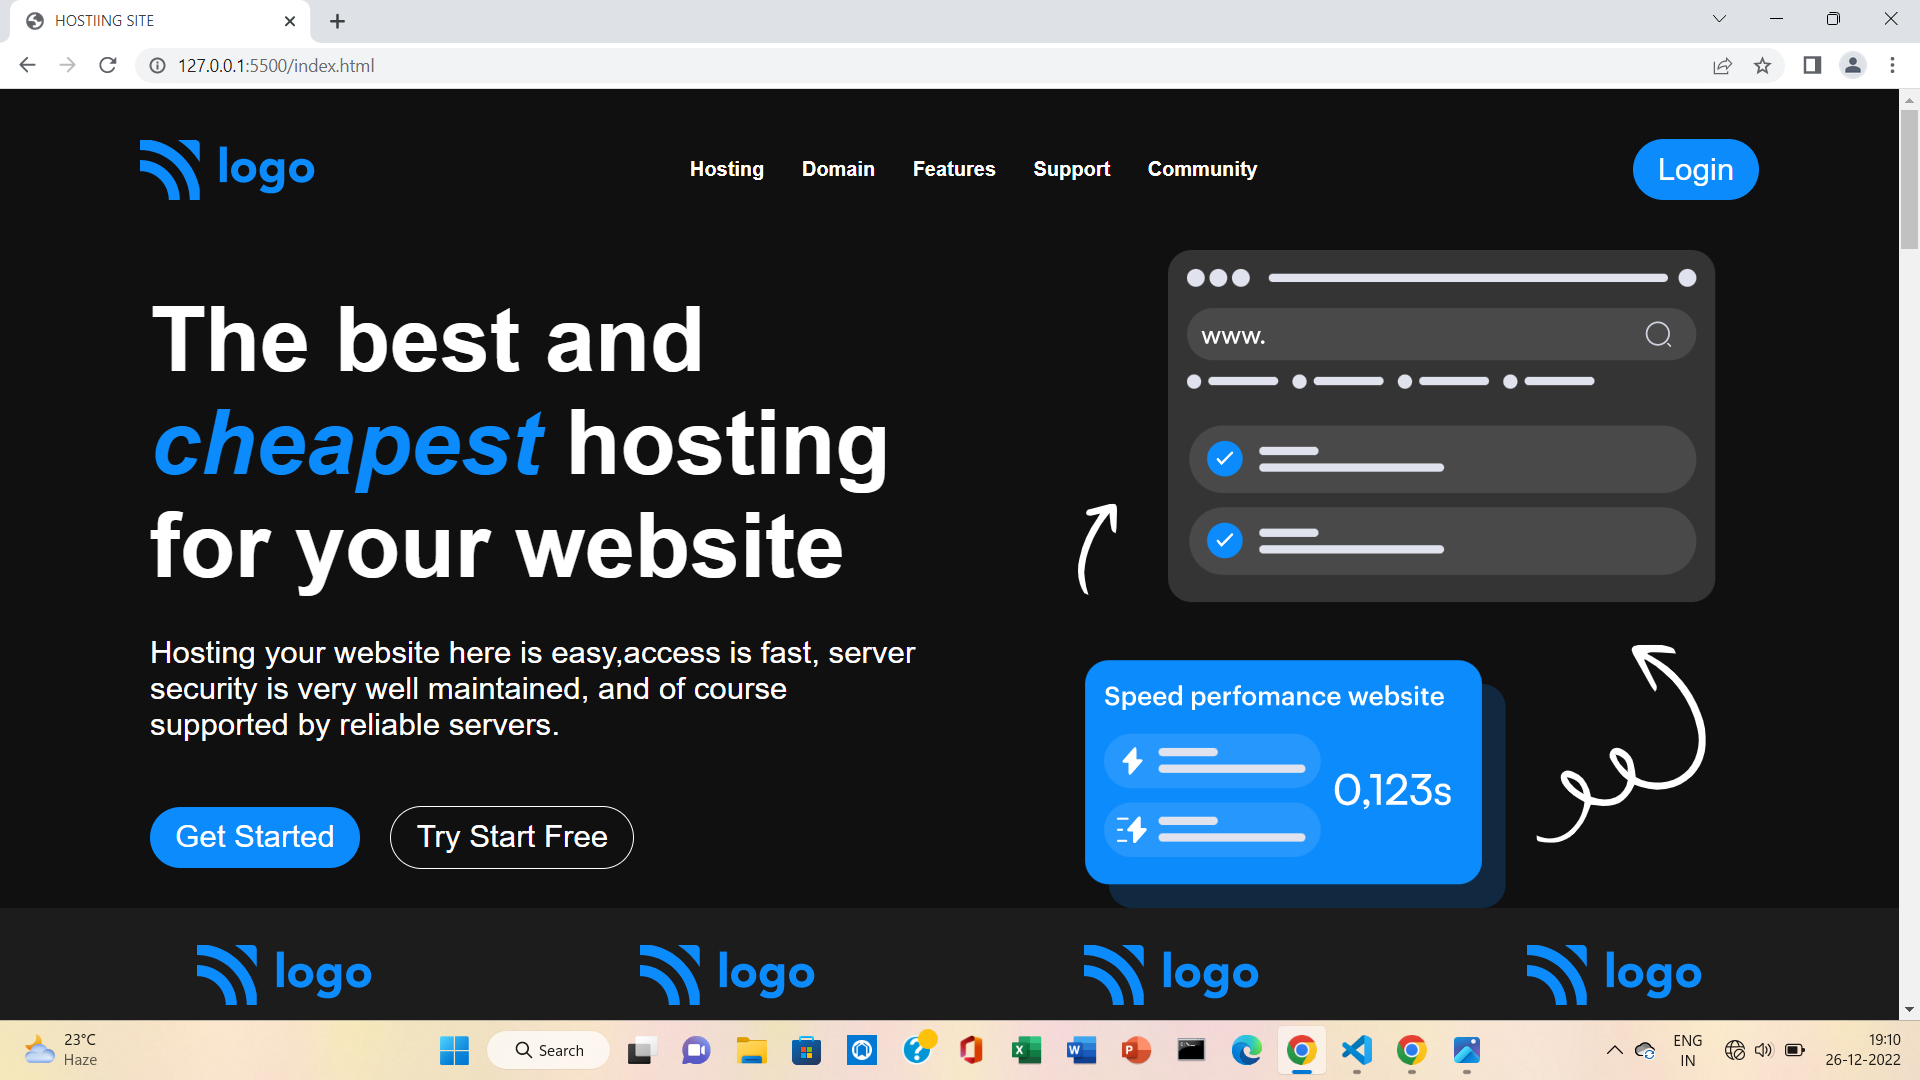 HOSTIING SITE
127.0.0.1:5500/index.html
logo
Hosting Domain Features Support Community
Login
The best and
cheapest hosting
for your website
Hosting your website here is easy,access is fast, server
security is very well maintained, and of course
supported by reliable servers.
Get Started
Try Start Free
www.
Speed perfomance website
0,123s
logo
logo
logo
logo
23°C
Haze
Search
ENG
IN
19:10
26-12-2022